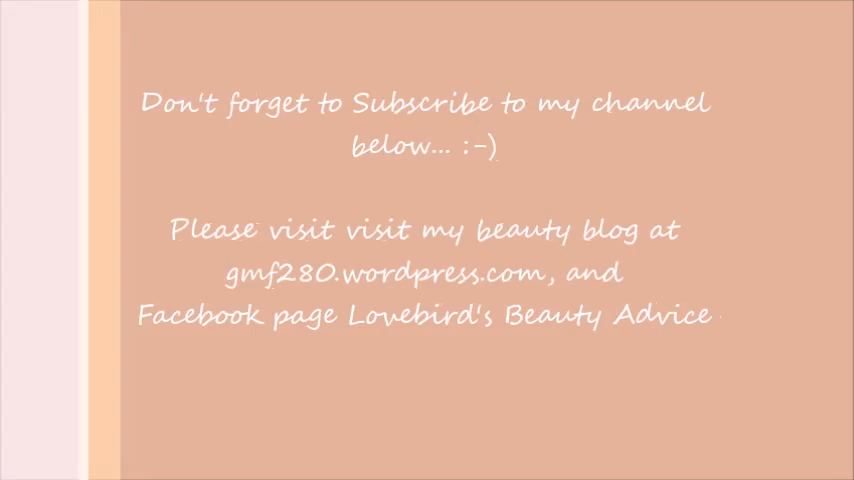 Don't forget to Subscribe to my channel
below... :-)
Please visit visit my beauty blog at
gmf280.wordpress.com, and
Facebook page Lovebird's Beauty Advice